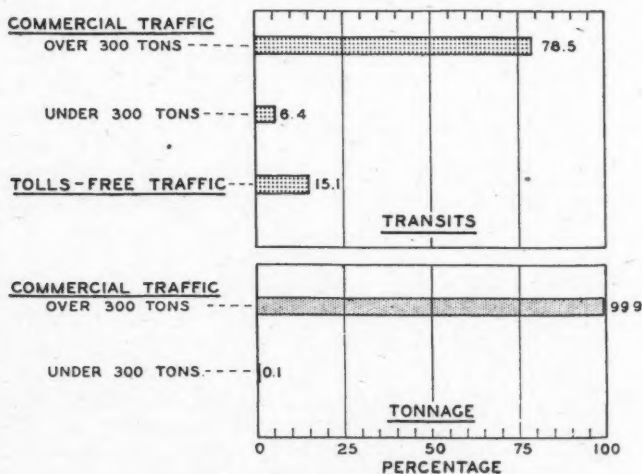 COMMERCIAL TRAFFIC
OVER 300 TONS 78.5
UNDER 300 TONS 6.4
TOLLS-FREE TRAFFIC 15.1
TRANSITS
COMMERCIAL TRAFFIC
OVER 300 TONS 99.9
UNDER 300 TONS 0.1
TONNAGE
0 25 50 75 100
PERCENTAGE